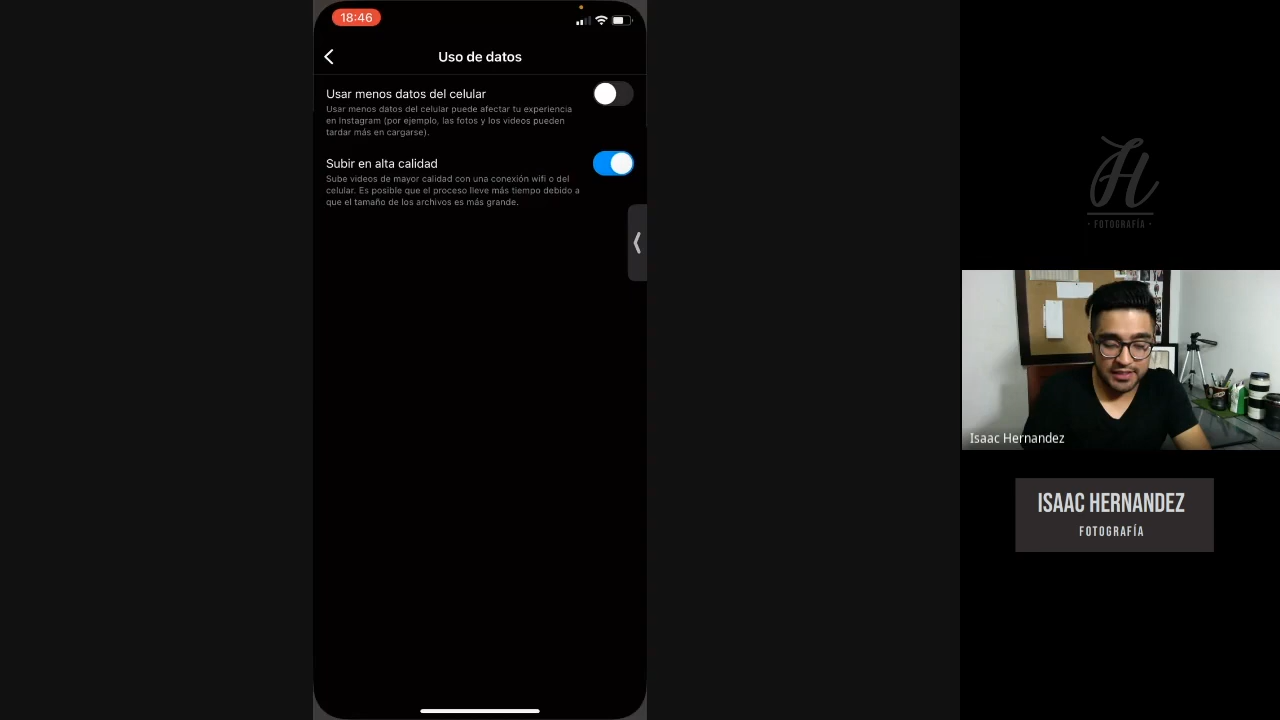 18:46
Uso de datos
Usar menos datos del celular
Usar menos datos del celular puede afectar tu experiencia
en Instagram (por ejemplo, las fotos y los videos pueden
tardar más en cargarse).
Subir en alta calidad
Sube videos de mayor calidad con una conexión wifi o del
celular. Es posible que el proceso lleve más tiempo debido a
que el tamaño de los archivos es más grande.
H
· FOTOGRAFÍA ·
Isaac Hernandez
ISAAC HERNANDEZ
FOTOGRAFÍA